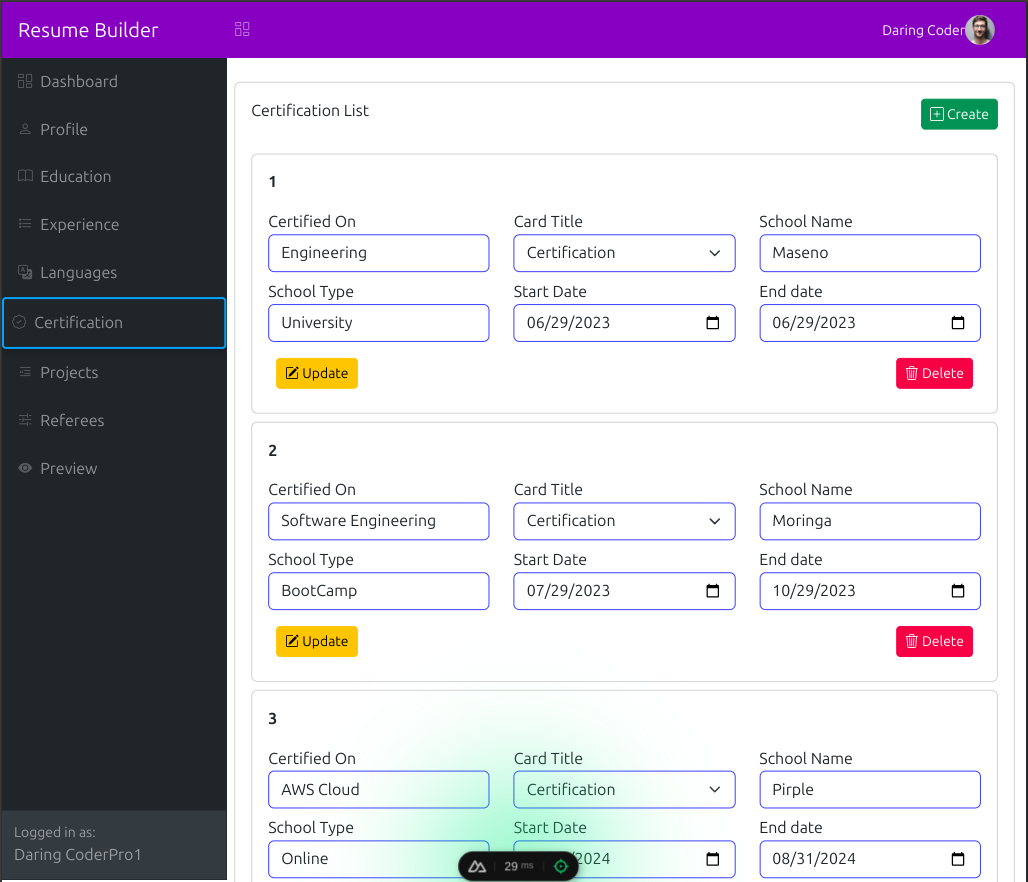 Resume Builder
Daring Coder
Dashboard
Profile
Education
Experience
Languages
Certification
Projects
Referees
Preview
Logged in as:
Daring CoderPro1
Certification List
Create
1
Certified On
Card Title
School Name
Engineering
Certification
Maseno
School Type
Start Date
End date
University
06/29/2023
06/29/2023
Update
Delete
2
Certified On
Card Title
School Name
Software Engineering
Certification
Moringa
School Type
Start Date
End date
BootCamp
07/29/2023
10/29/2023
Update
Delete
3
Certified On
Card Title
School Name
AWS Cloud
Certification
Pirple
School Type
Start Date
End date
Online
2024
08/31/2024
29 ms